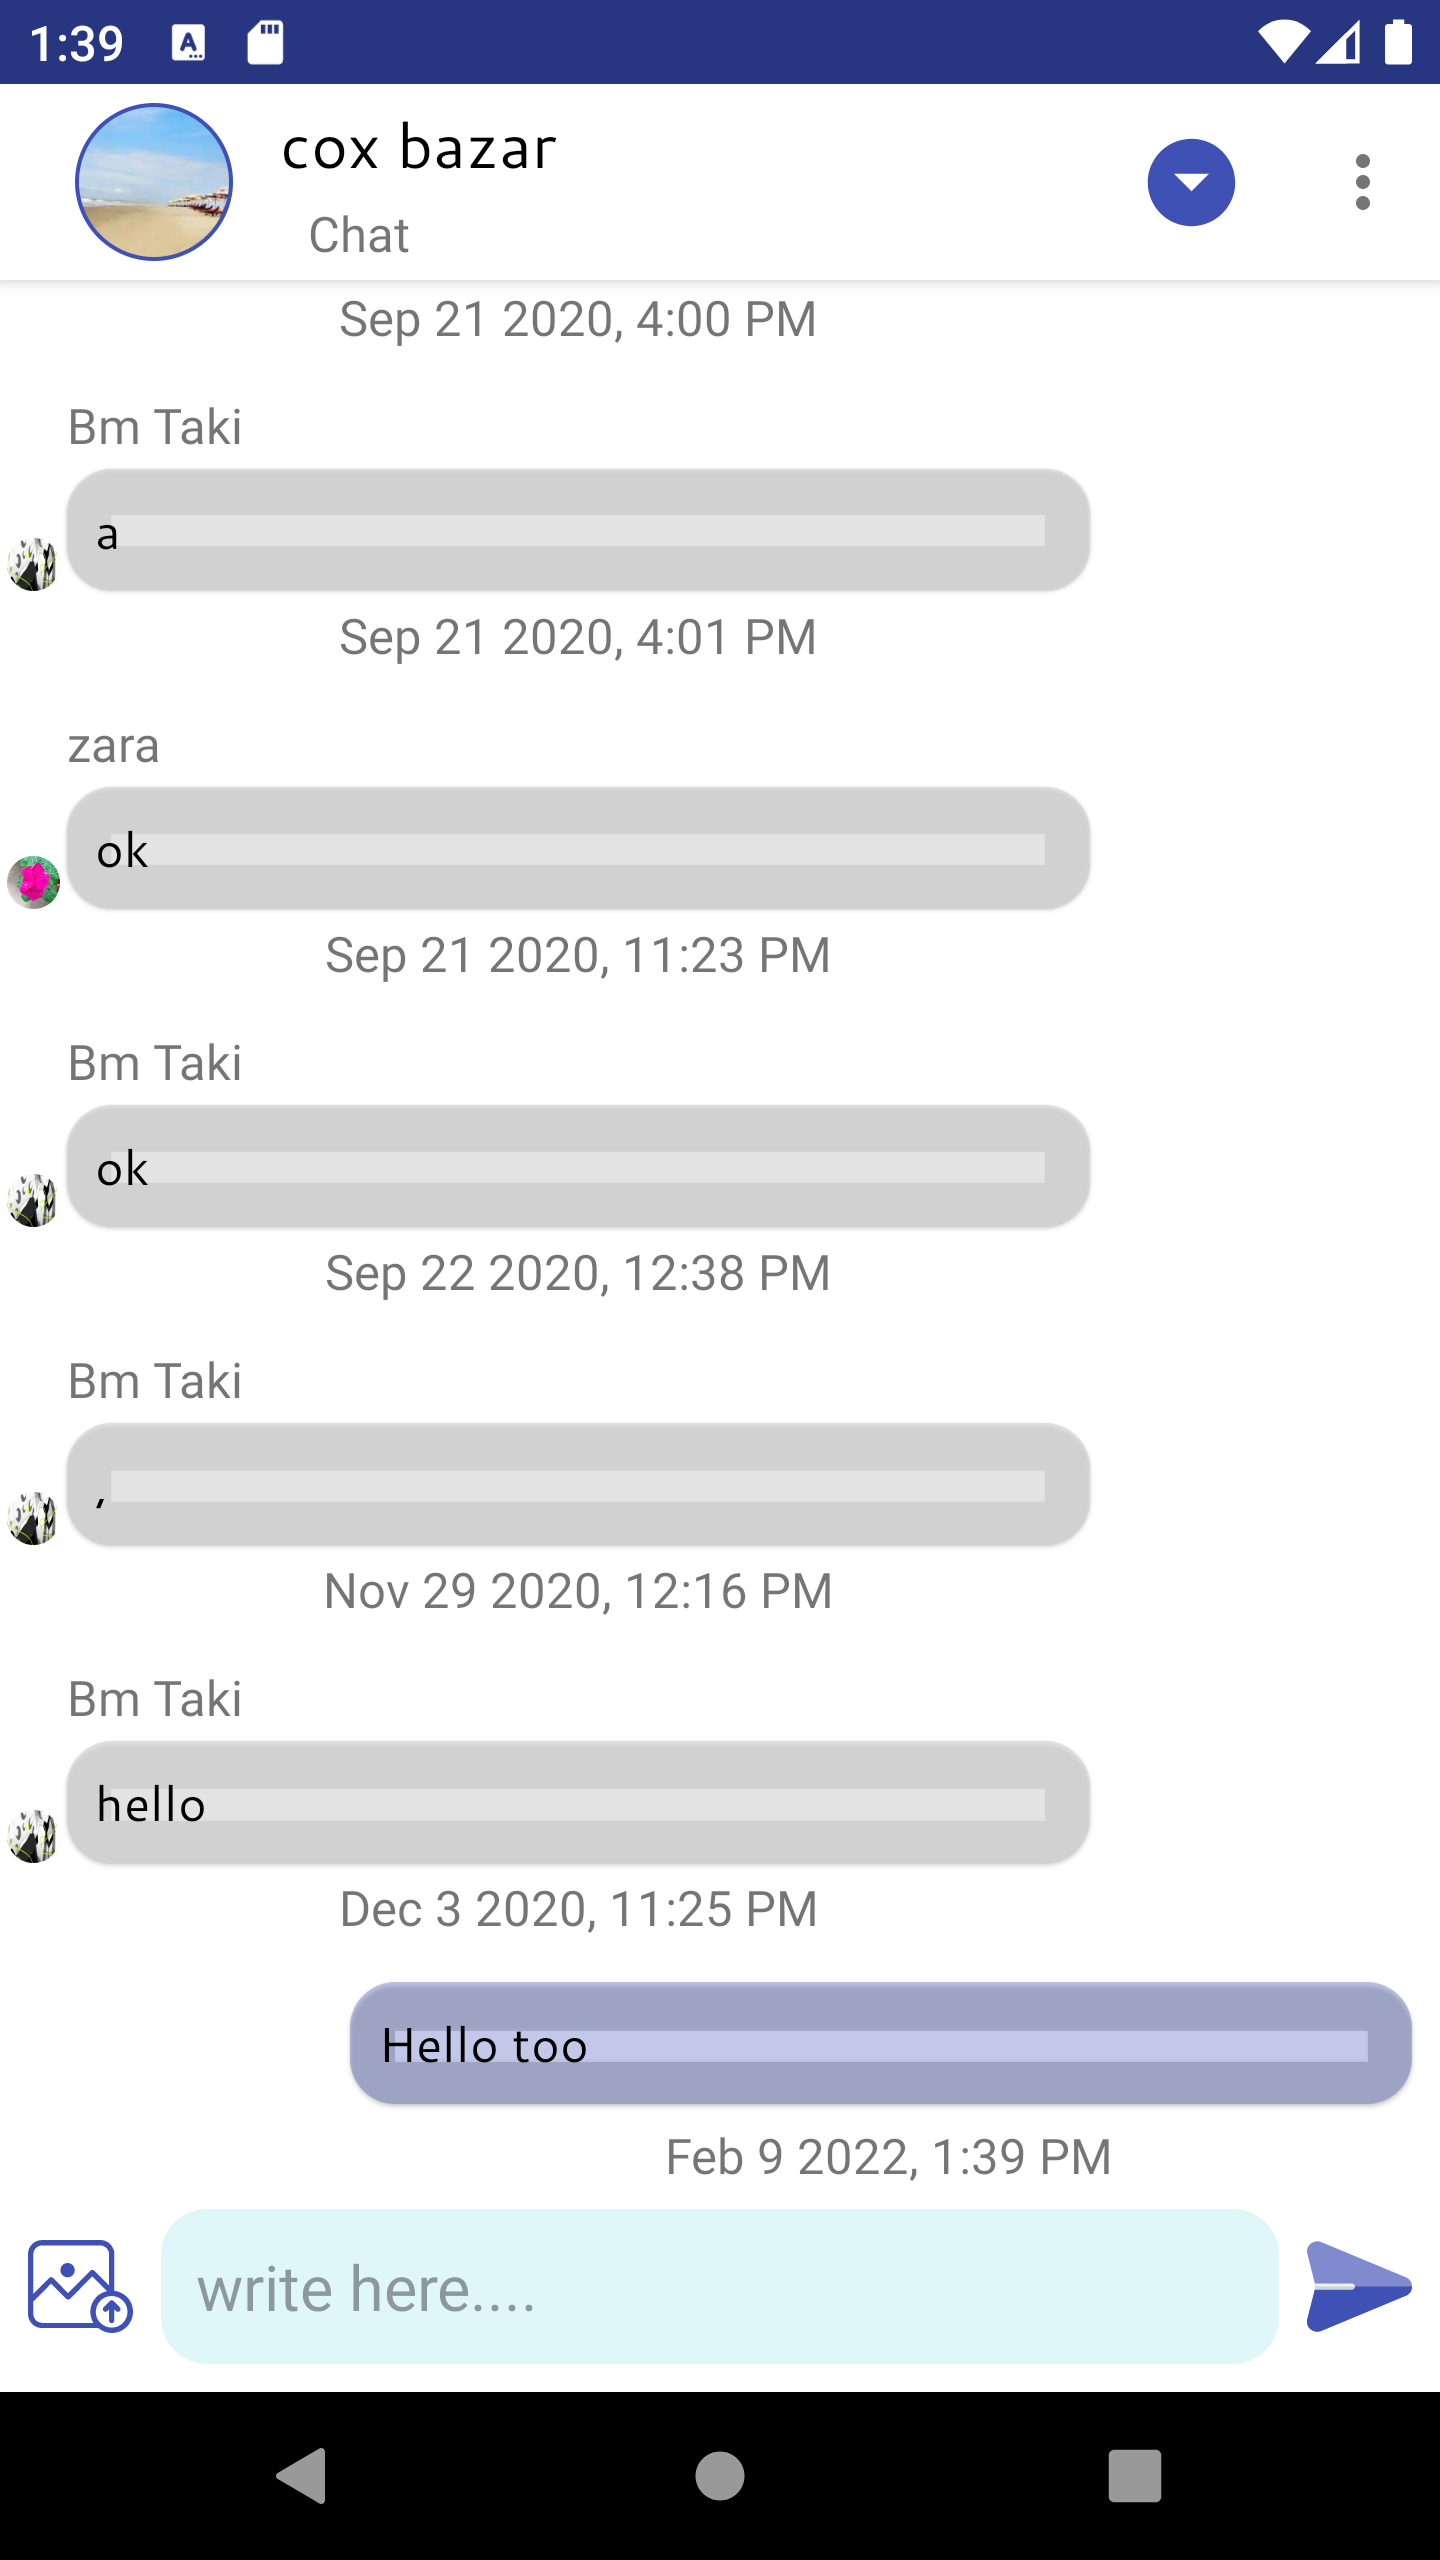 1:39
cox bazar
Chat
Sep 21 2020, 4:00 PM
Bm Taki
a
Sep 21 2020, 4:01 PM
zara
ok
Sep 21 2020, 11:23 PM
Bm Taki
ok
Sep 22 2020, 12:38 PM
Bm Taki
,
Nov 29 2020, 12:16 PM
Bm Taki
hello
Dec 3 2020, 11:25 PM
Hello too
Feb 9 2022, 1:39 PM
write here....